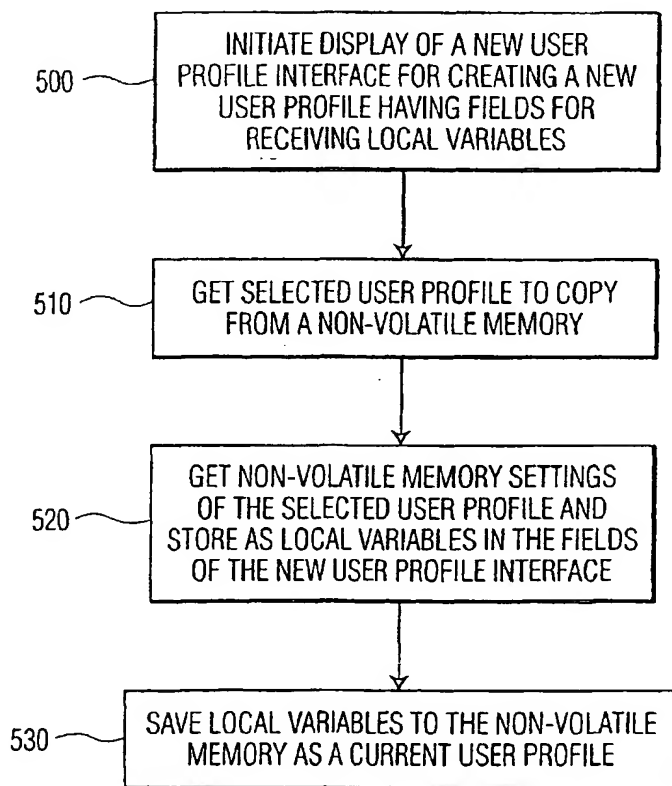 500
INITIATE DISPLAY OF A NEW USER
PROFILE INTERFACE FOR CREATING A NEW
USER PROFILE HAVING FIELDS FOR
RECEIVING LOCAL VARIABLES
510
GET SELECTED USER PROFILE TO COPY
FROM A NON-VOLATILE MEMORY
520
GET NON-VOLATILE MEMORY SETTINGS
OF THE SELECTED USER PROFILE AND
STORE AS LOCAL VARIABLES IN THE FIELDS
OF THE NEW USER PROFILE INTERFACE
530
SAVE LOCAL VARIABLES TO THE NON-VOLATILE
MEMORY AS A CURRENT USER PROFILE